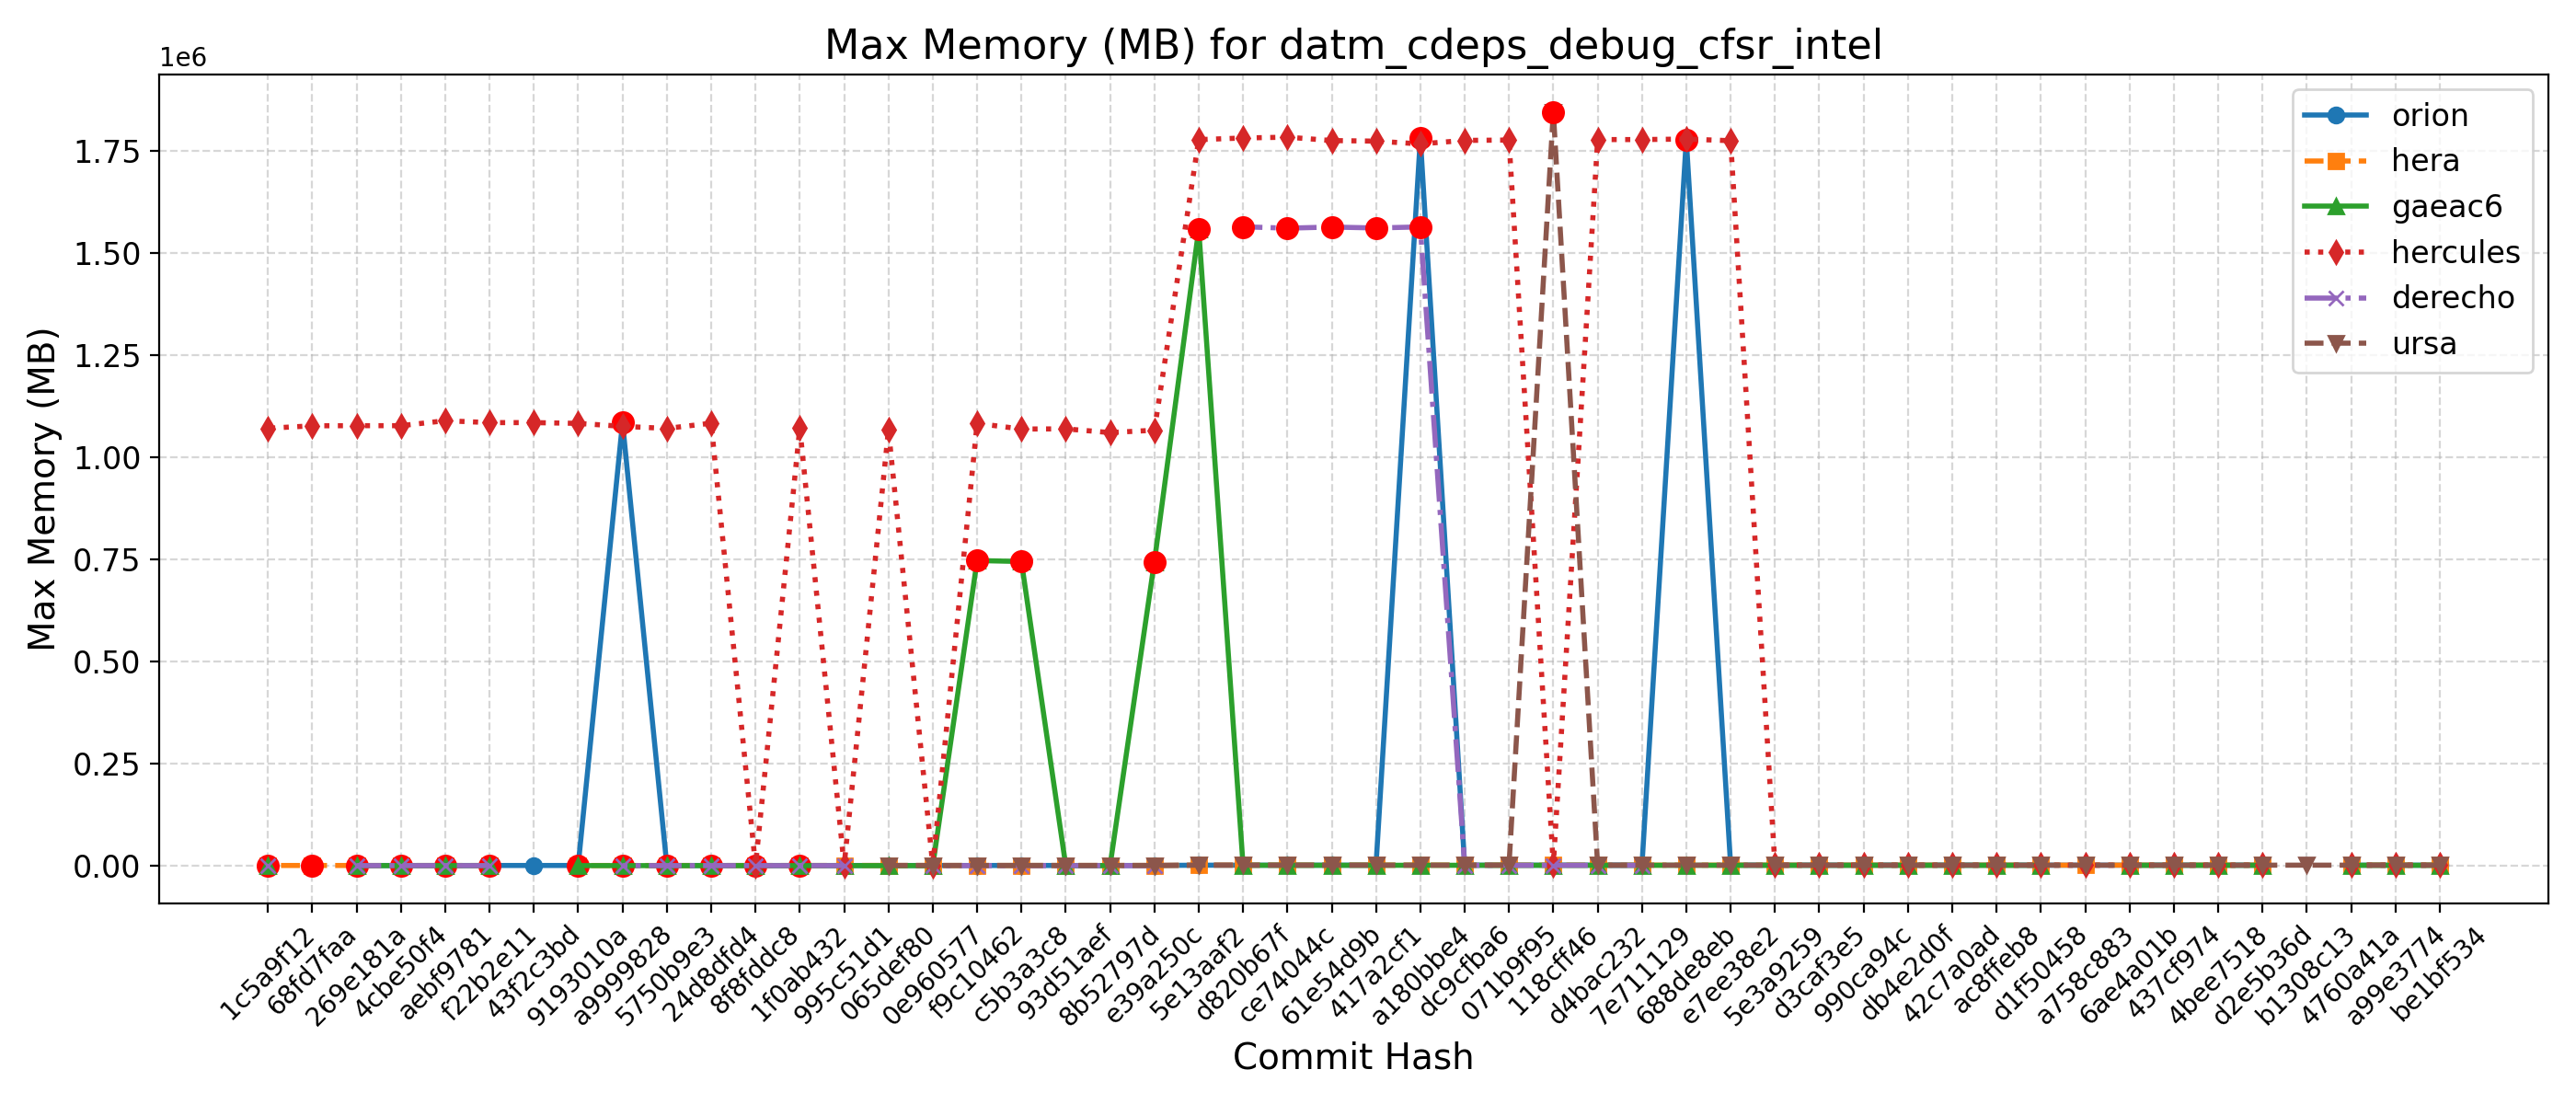 Max Memory (MB) for datm_cdeps_debug_cfsr_intel
1e6
1.75
1.50
1.25
1.00
0.75
0.50
0.25
0.00
Max Memory (MB)
orion
hera
gaeac6
hercules
derecho
ursa
1c5a9f12
68fd7faa
269e181a
4cbe50f4
aebf9781
f22b2e11
43f2c3bd
9193010a
a9999828
5750b9e3
24d8dfd4
8f8fddc8
1f0ab432
995c51d1
065def80
0e960577
f9c10462
c5b3a3c8
93d51aef
8b52797d
e39a250c
5e13aaf2
d820b67f
ce74044c
61e54d9b
417a2cf1
a180bbe4
dc9cfba6
071b9f95
118cff46
d4bac232
7e711129
688de8eb
e7ee38e2
5e3a9259
d3caf3e5
990ca94c
db4e2d0f
42c7a0ad
ac8ffeb8
d1f50458
a758c883
6ae4a01b
437cf974
4bee7518
d2e5b36d
b1308c13
4760a41a
a99e3774
be1bf534
Commit Hash